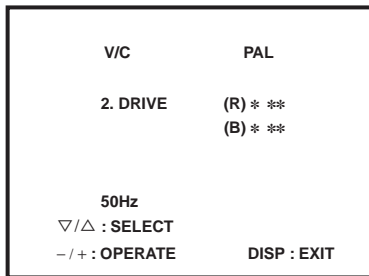 V/C PAL
2. DRIVE (R) * **
(B) * **
50Hz
▽/△ : SELECT
– / + : OPERATE DISP : EXIT